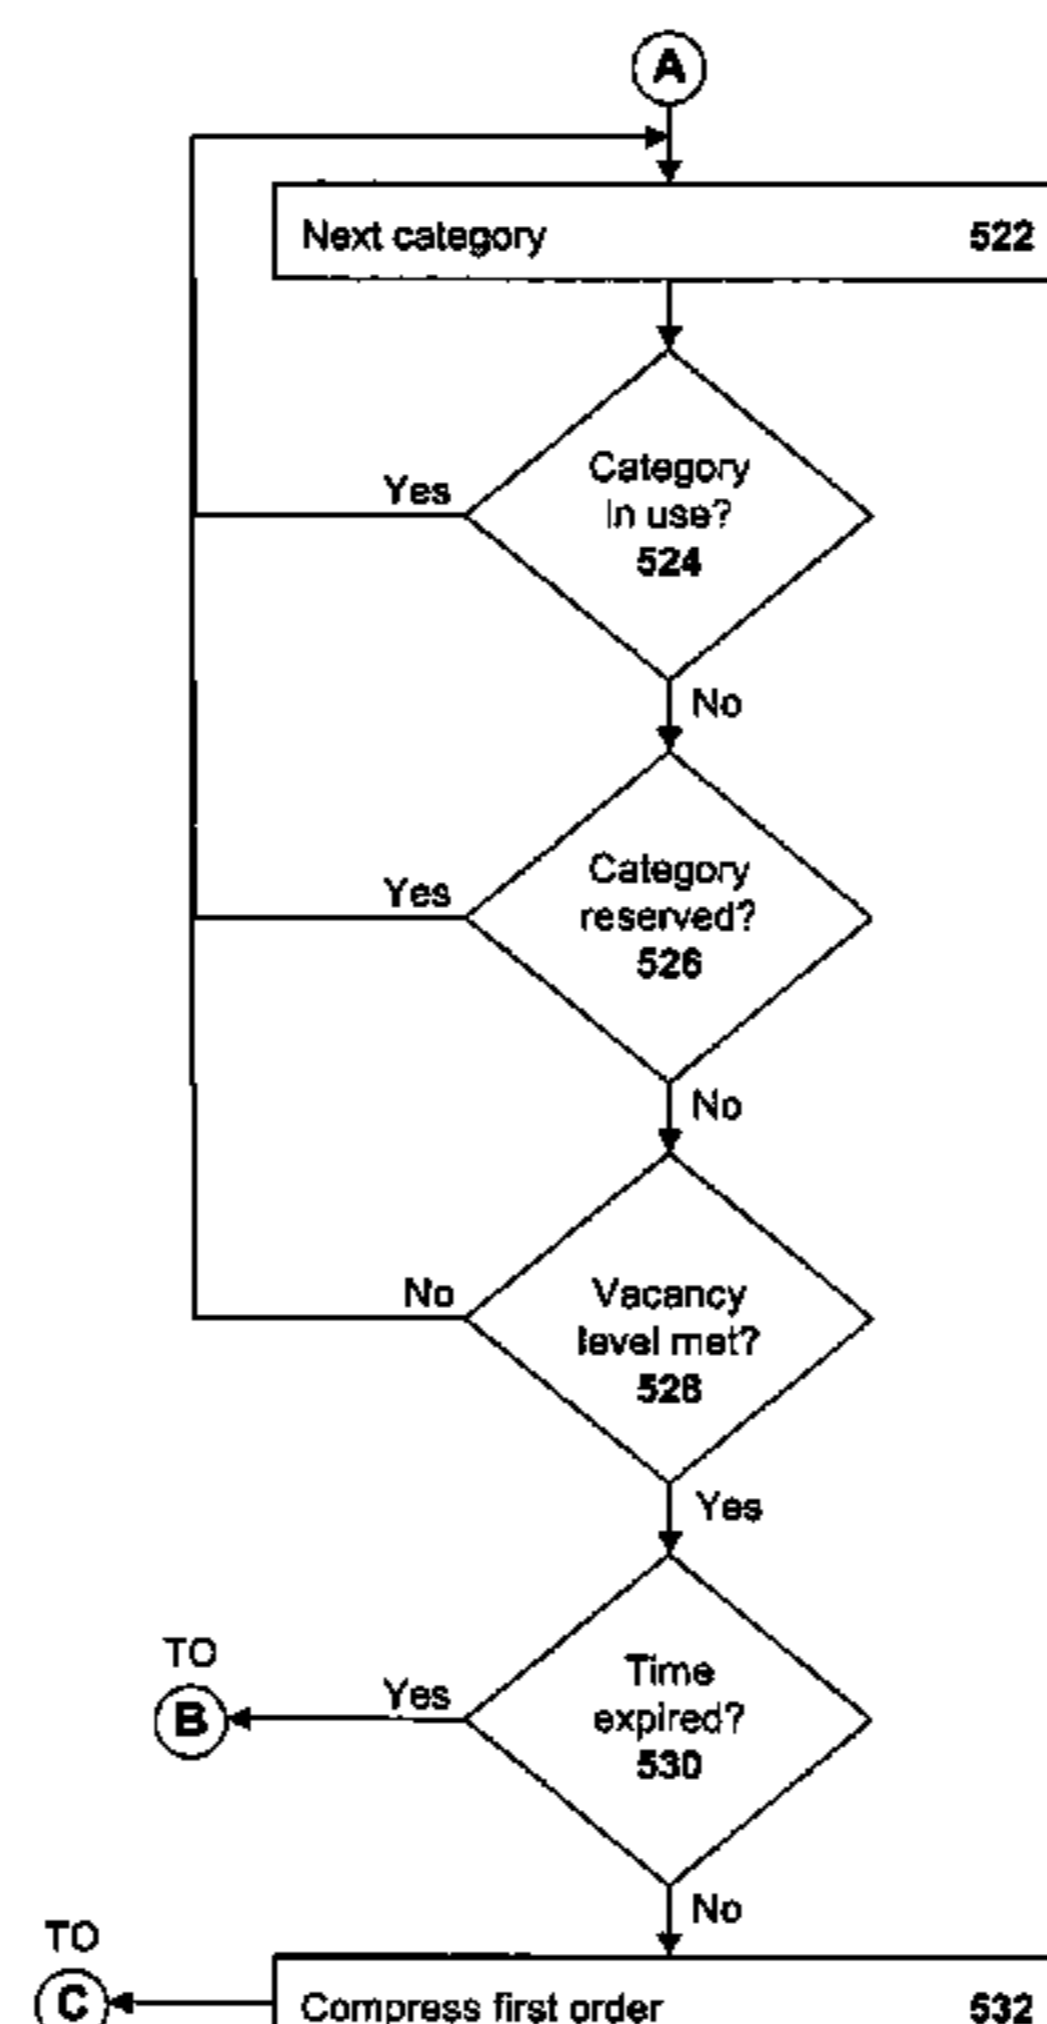 A
Next category 522
Category
in use?
524
Yes
No
Category
reserved?
526
Yes
No
Vacancy
level met?
528
No
Yes
Time
expired?
530
TO
B
Yes
No
TO
C
Compress first order 532